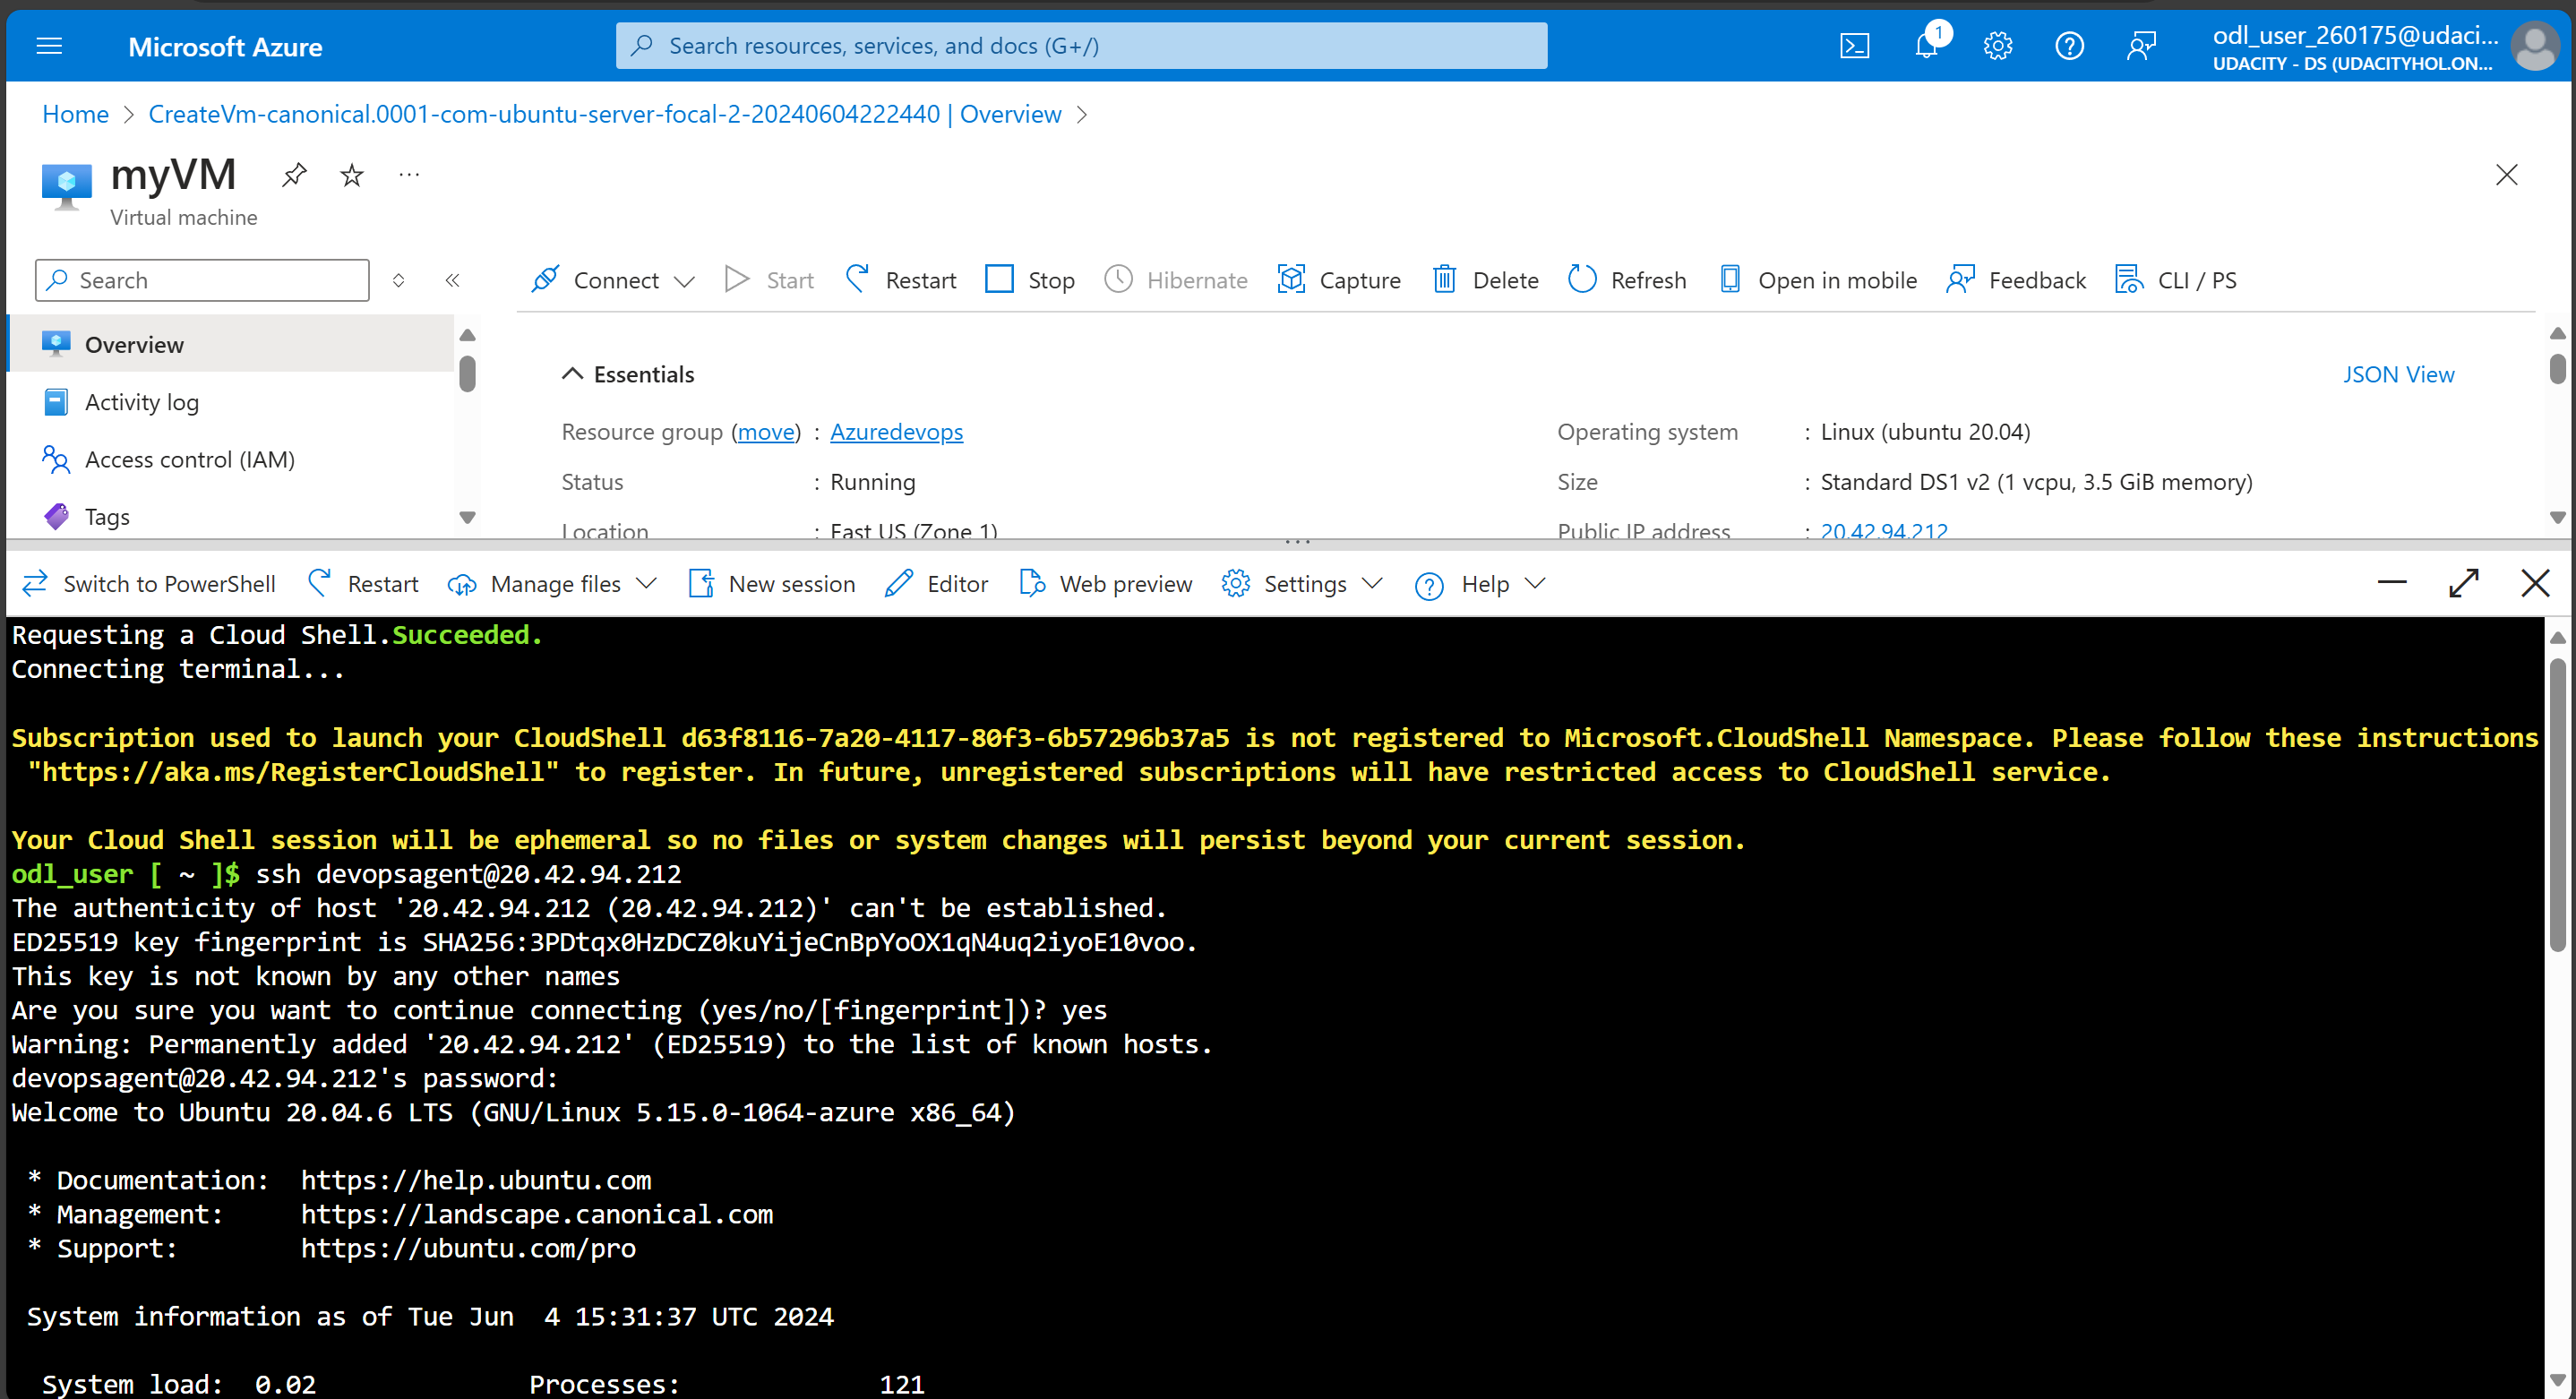 Microsoft Azure
Search resources, services, and docs (G+/)
1
odl_user_260175@udaci...
UDACITY - DS (UDACITYHOL.ON...
Home > CreateVm-canonical.0001-com-ubuntu-server-focal-2-20240604222440 | Overview >
myVM
Virtual machine
Search
Connect Start Restart Stop Hibernate Capture Delete Refresh Open in mobile Feedback CLI / PS
Overview
Activity log
Access control (IAM)
Tags
Essentials
JSON View
Resource group (move) : Azuredevops
Operating system : Linux (ubuntu 20.04)
Status : Running
Size : Standard DS1 v2 (1 vcpu, 3.5 GiB memory)
Location : East US (Zone 1)
Public IP address : 20.42.94.212
Switch to PowerShell Restart Manage files New session Editor Web preview Settings Help
Requesting a Cloud Shell.Succeeded.
Connecting terminal...
Subscription used to launch your CloudShell d63f8116-7a20-4117-80f3-6b57296b37a5 is not registered to Microsoft.CloudShell Namespace. Please follow these instructions
"https://aka.ms/RegisterCloudShell" to register. In future, unregistered subscriptions will have restricted access to CloudShell service.
Your Cloud Shell session will be ephemeral so no files or system changes will persist beyond your current session.
odl_user [ ~ ]$ ssh devopsagent@20.42.94.212
The authenticity of host '20.42.94.212 (20.42.94.212)' can't be established.
ED25519 key fingerprint is SHA256:3PDtqx0HzDCZ0kuYijeCnBpYoOX1qN4uq2iyoE10voo.
This key is not known by any other names
Are you sure you want to continue connecting (yes/no/[fingerprint])? yes
Warning: Permanently added '20.42.94.212' (ED25519) to the list of known hosts.
devopsagent@20.42.94.212's password:
Welcome to Ubuntu 20.04.6 LTS (GNU/Linux 5.15.0-1064-azure x86_64)
* Documentation: https://help.ubuntu.com
* Management: https://landscape.canonical.com
* Support: https://ubuntu.com/pro
System information as of Tue Jun 4 15:31:37 UTC 2024
System load: 0.02 Processes: 121